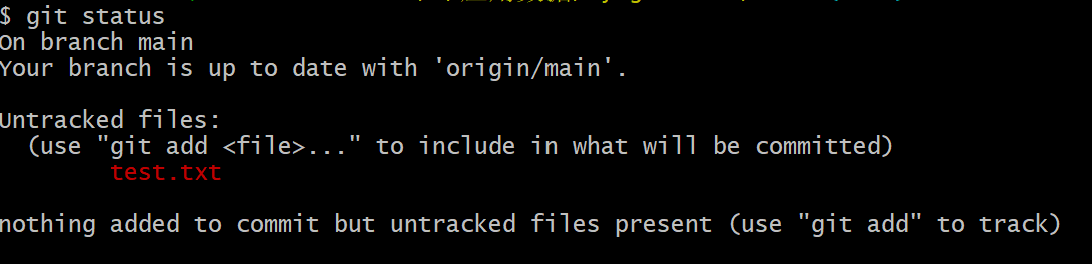 $ git status
On branch main
Your branch is up to date with 'origin/main'.
Untracked files:
(use "git add <file>..." to include in what will be committed)
test.txt
nothing added to commit but untracked files present (use "git add" to track)